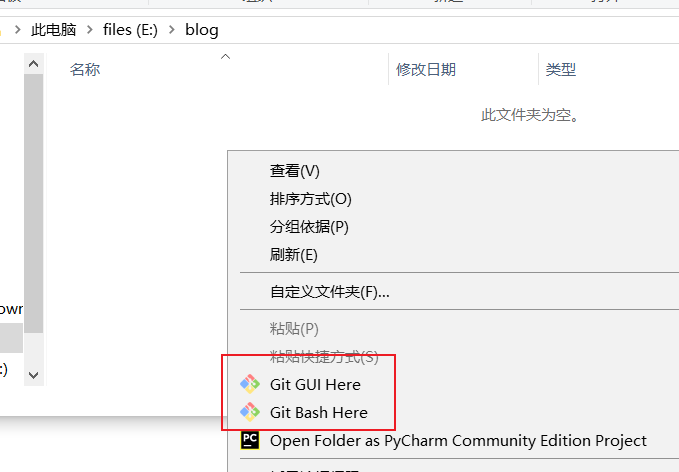 此电脑 > files (E:) > blog
名称 修改日期 类型
此文件夹为空。
查看(V)
排序方式(O)
分组依据(P)
刷新(E)
自定义文件夹(F)...
粘贴(P)
粘贴快捷方式(S)
Git GUI Here
Git Bash Here
PC Open Folder as PyCharm Community Edition Project